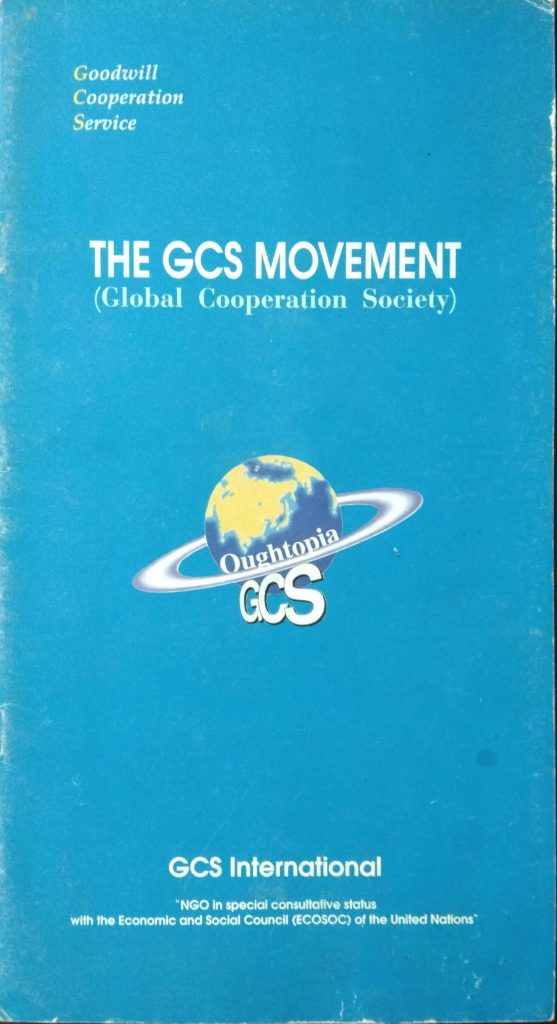 Goodwill
Cooperation
Service
THE GCS MOVEMENT
(Global Cooperation Society)
Oughtopia
GCS
GCS International
"NGO in special consultative status
with the Economic and Social Council (ECOSOC) of the United Nations"